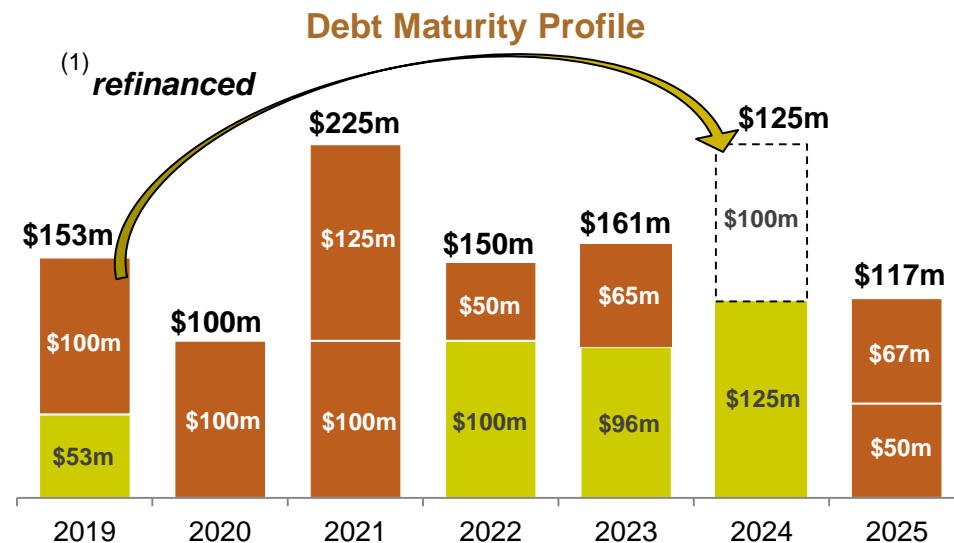 Debt Maturity Profile
(1)
refinanced
$153m
$100m
$53m
$100m
$100m
$225m
$125m
$100m
$150m
$50m
$100m
$161m
$65m
$96m
$125m
$100m
$125m
$117m
$67m
$50m
2019 2020 2021 2022 2023 2024 2025